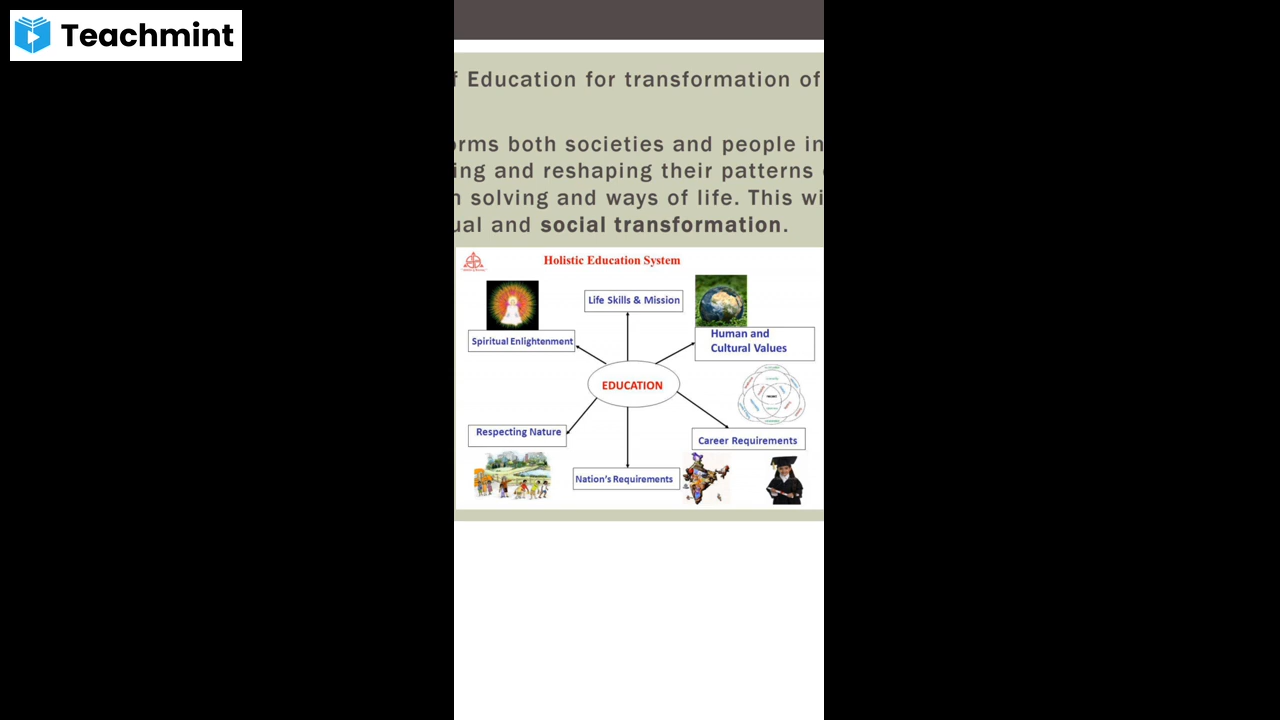 Teachmint
f Education for transformation of
orms both societies and people in
ing and reshaping their patterns
n solving and ways of life. This wi
ual and social transformation.
Holistic Education System
Life Skills & Mission
Human and
Cultural Values
Spiritual Enlightenment
EDUCATION
Respecting Nature
Career Requirements
Nation's Requirements